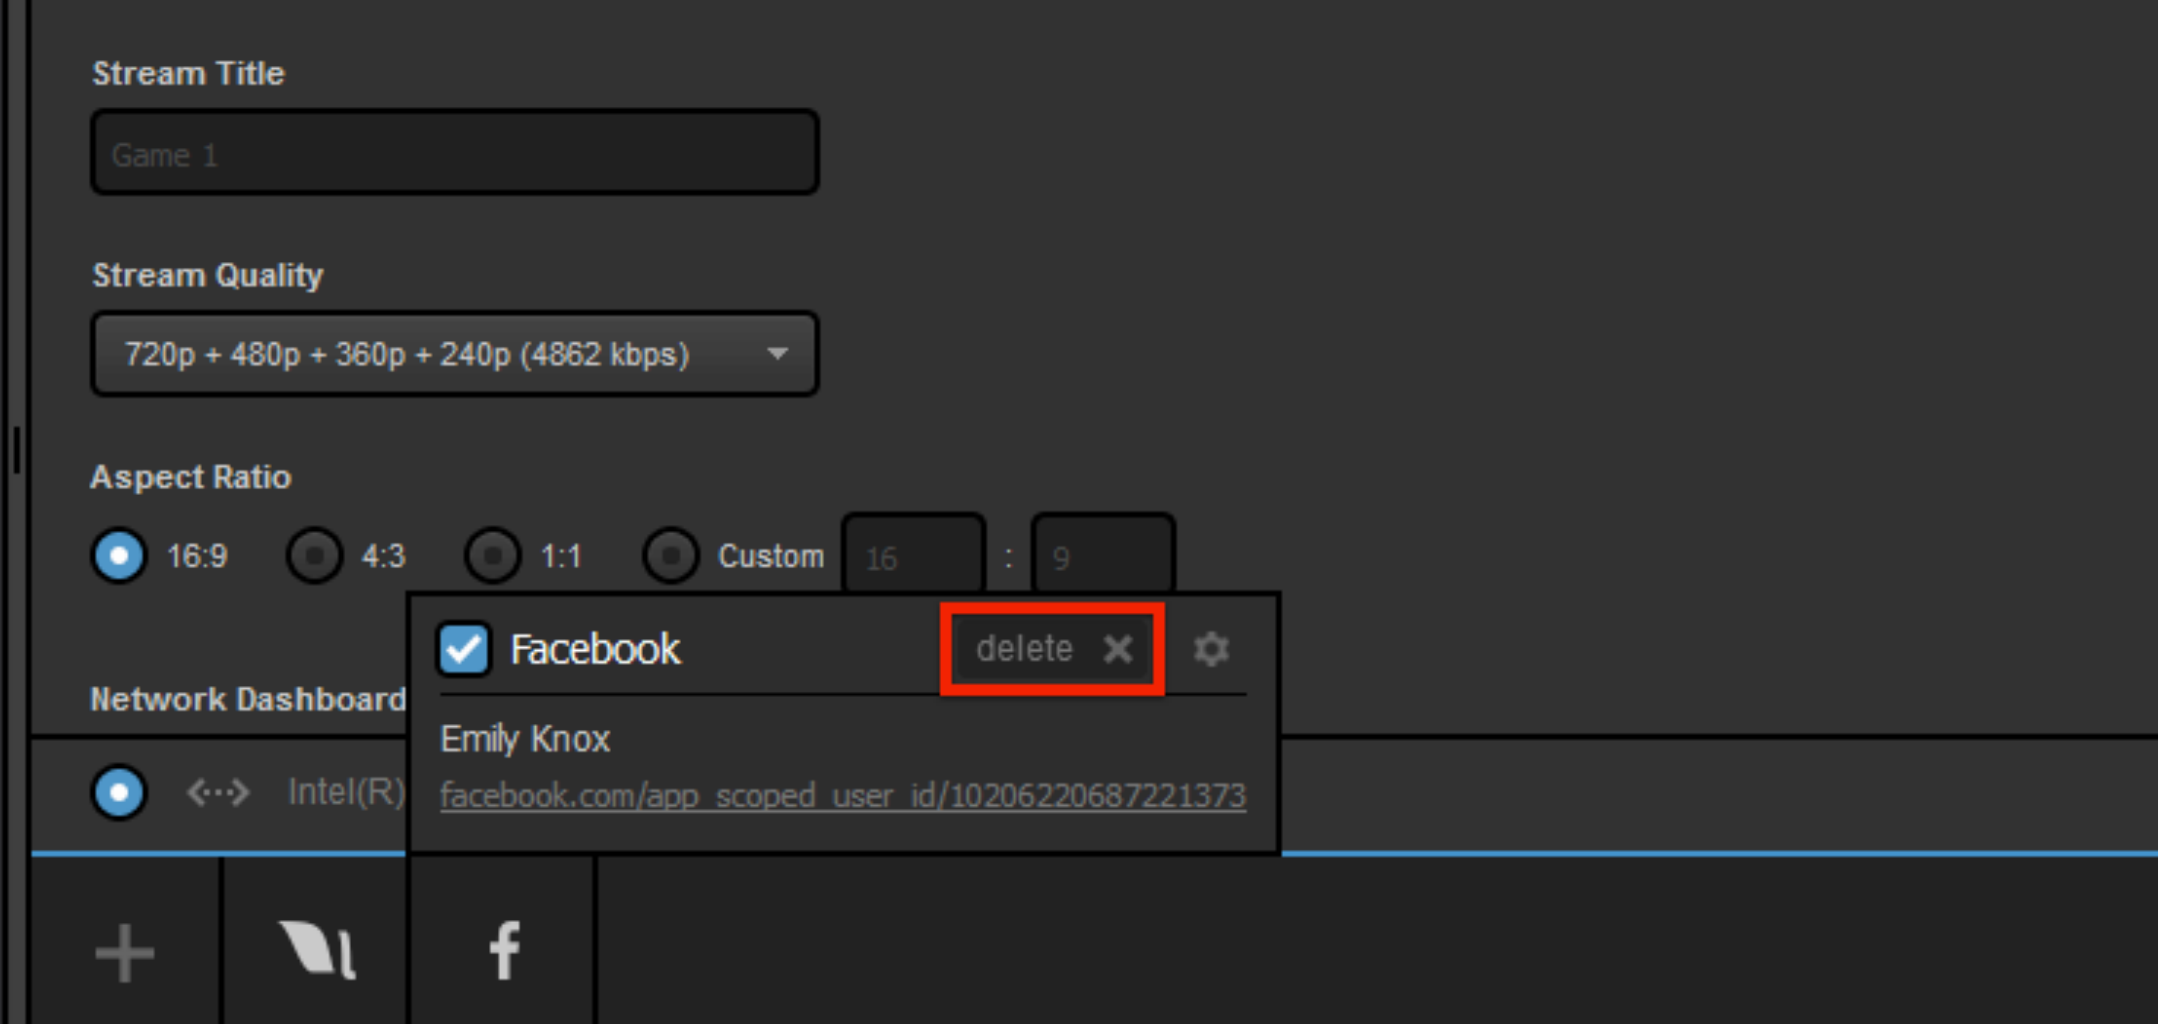 Stream Title
Game 1
Stream Quality
720p + 480p + 360p + 240p (4862 kbps)
Aspect Ratio
16:9 4:3 1:1 Custom 16 : 9
Facebook delete
Network Dashboard
Emily Knox
Intel(R)
facebook.com/app_scoped_user_id/10206220687221373